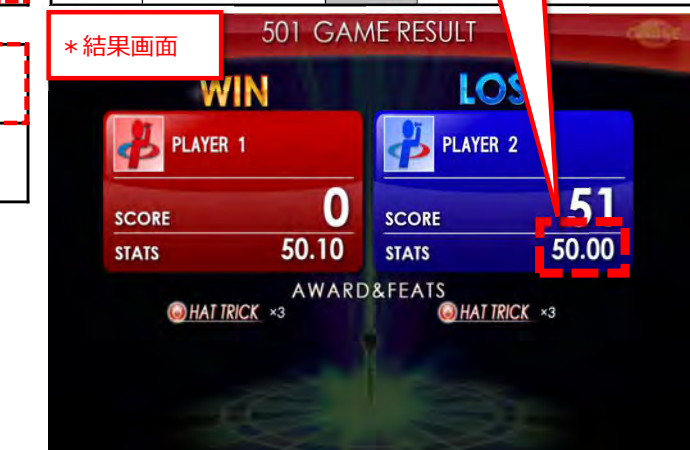 501 GAME RESULT
*結果画面
WIN
LOS
PLAYER 1
PLAYER 2
SCORE 0
SCORE 51
STATS 50.10
STATS 50.00
AWARD&FEATS
HAT TRICK ×3
HAT TRICK ×3